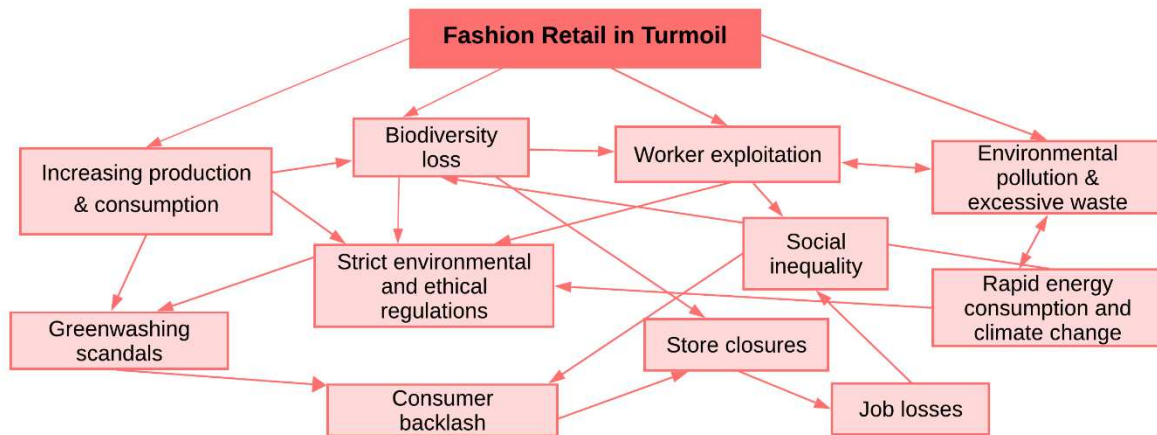 Fashion Retail in Turmoil
Increasing production
& consumption
Biodiversity
loss
Worker exploitation
Environmental
pollution &
excessive waste
Strict environmental
and ethical
regulations
Social
inequality
Rapid energy
consumption and
climate change
Greenwashing
scandals
Store closures
Consumer
backlash
Job losses